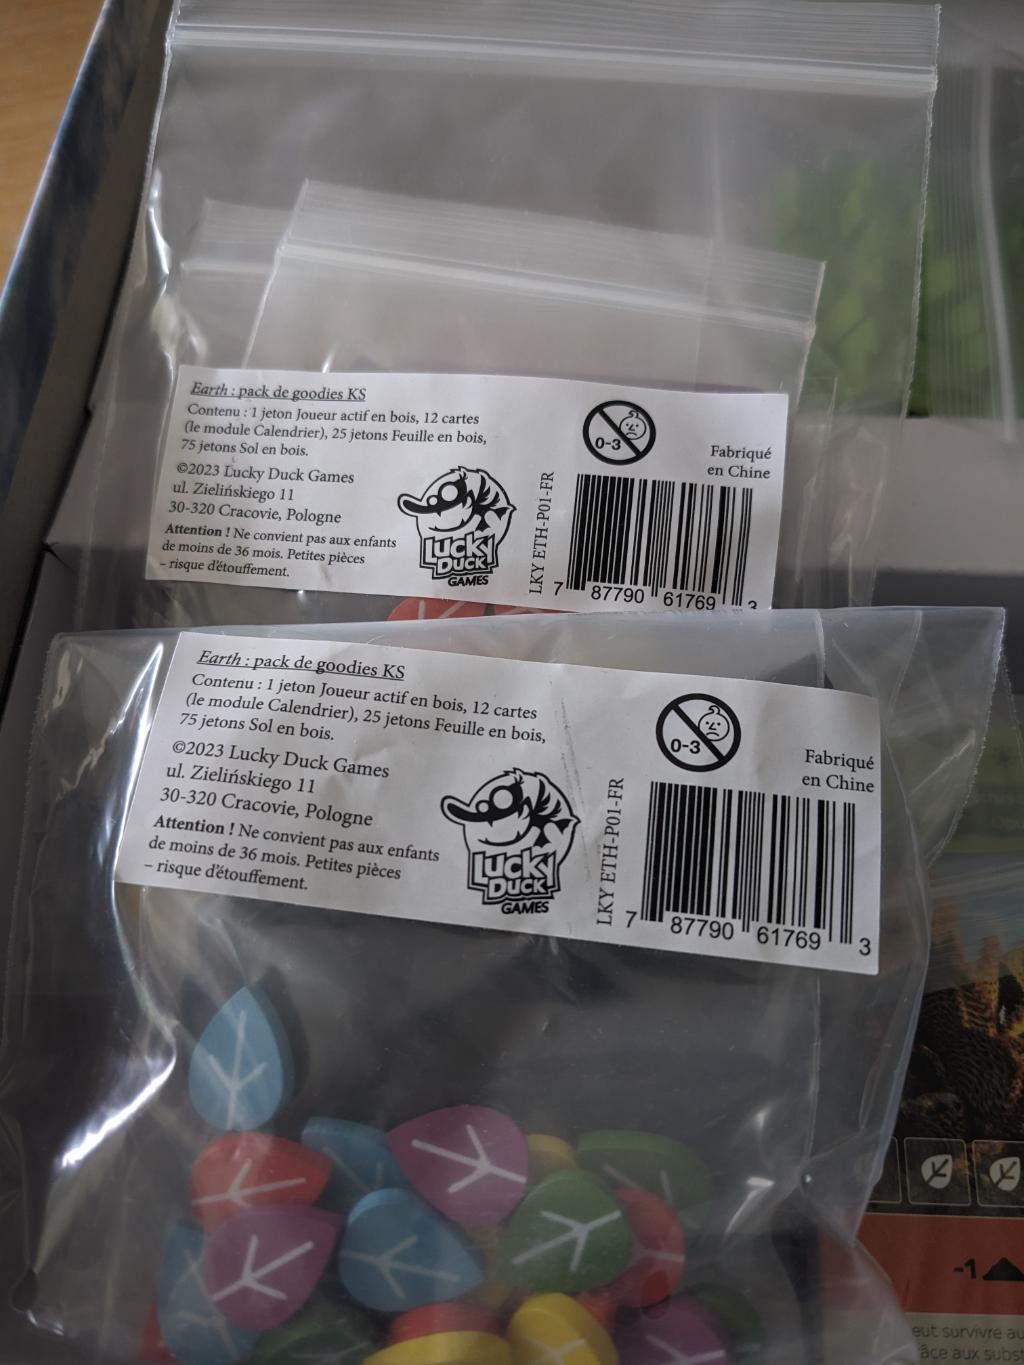 Earth : pack de goodies KS
Contenu : 1 jeton Joueur actif en bois, 12 cartes
(le module Calendrier), 25 jetons Feuille en bois,
75 jetons Sol en bois.
©2023 Lucky Duck Games
ul. Zielińskiego 11
30-320 Cracovie, Pologne
Attention ! Ne convient pas aux enfants
de moins de 36 mois. Petites pièces
– risque d'étouffement.
LUCKY
DUCK
GAMES
0-3
Fabriqué
en Chine
LKY ETH-P01-FR
7 87790 61769 3
Earth : pack de goodies KS
Contenu : 1 jeton Joueur actif en bois, 12 cartes
(le module Calendrier), 25 jetons Feuille en bois,
75 jetons Sol en bois.
©2023 Lucky Duck Games
ul. Zielińskiego 11
30-320 Cracovie, Pologne
Attention ! Ne convient pas aux enfants
de moins de 36 mois. Petites pièces
– risque d'étouffement.
LUCKY
DUCK
GAMES
0-3
Fabriqué
en Chine
LKY ETH-P01-FR
7 87790 61769 3
-1
survivre
aux